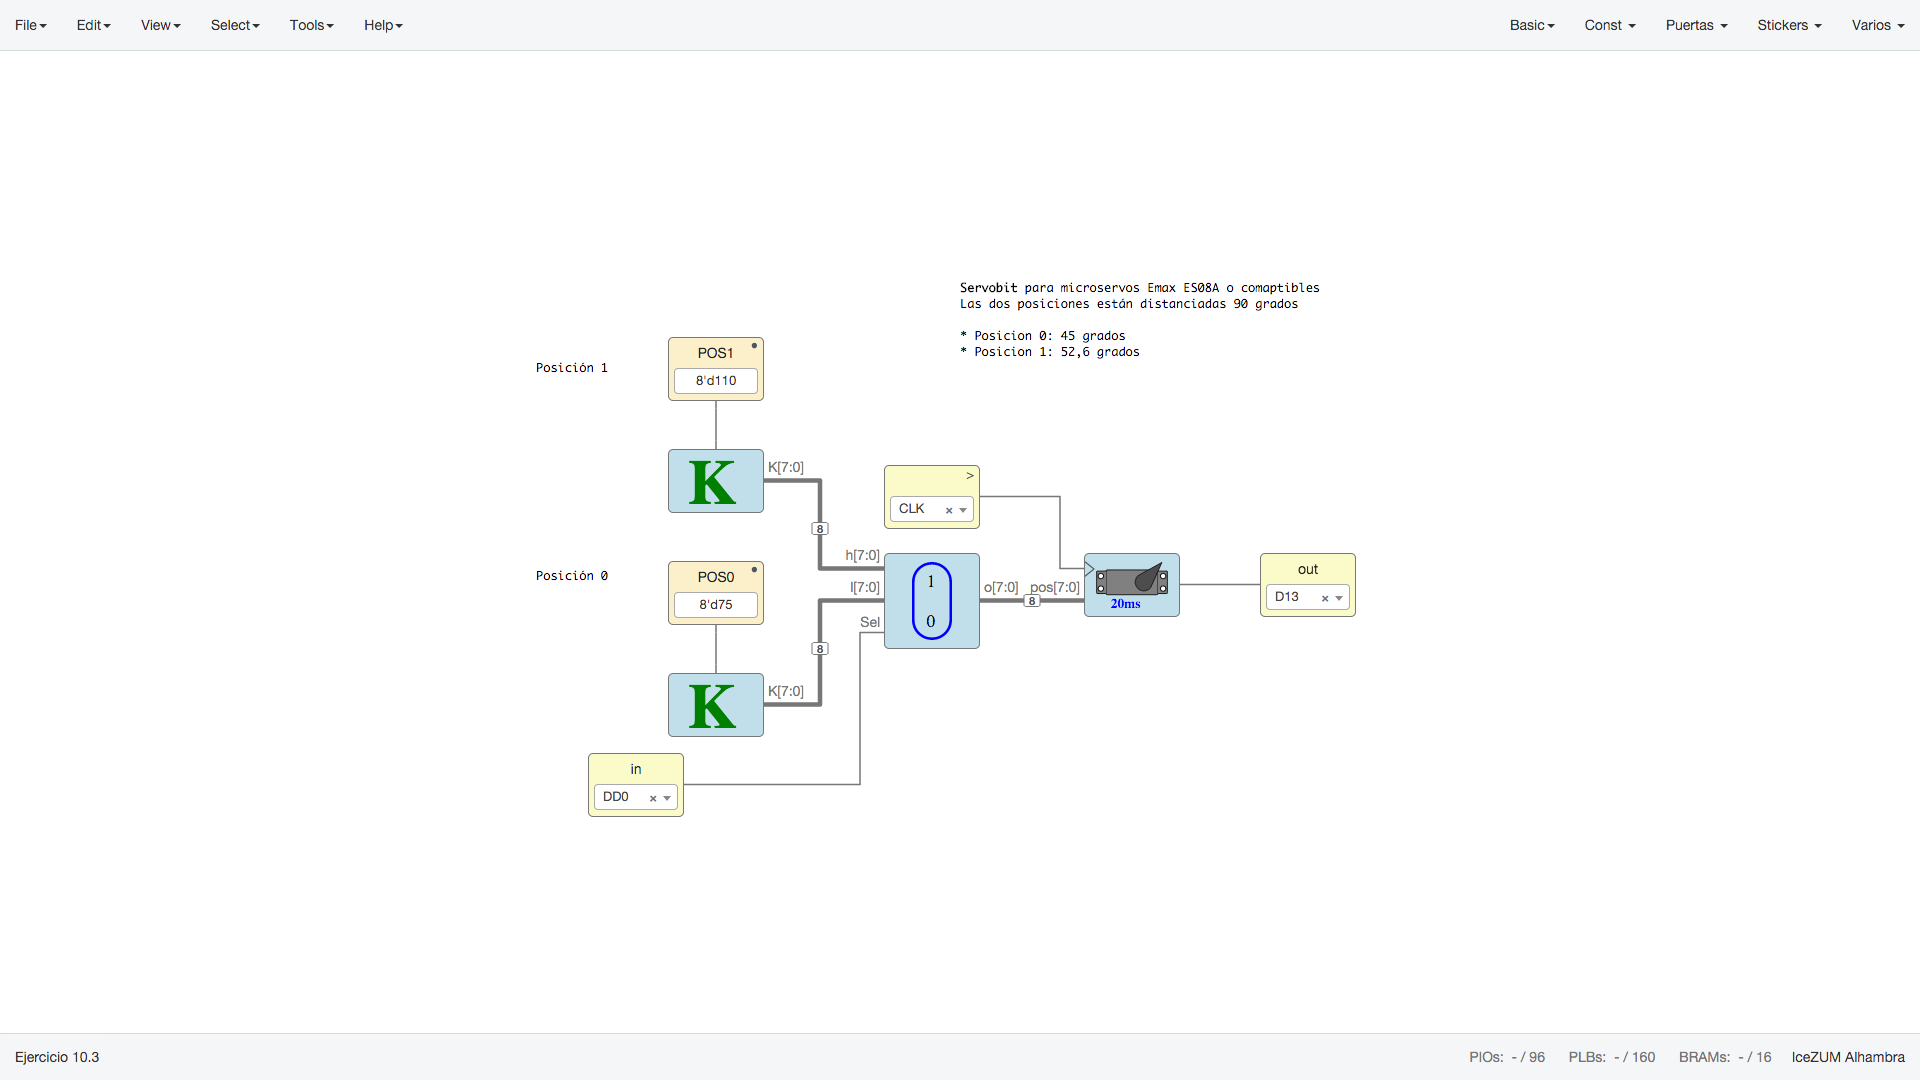 File Edit View Select Tools Help Basic Const Puertas Stickers Varios
Servobit para microservos Emax ES08A o comaptibles
Las dos posiciones están distanciadas 90 grados
* Posicion 0: 45 grados
* Posicion 1: 52,6 grados
Posición 1
POS1
8'd110
K
K[7:0]
8
CLK
>
Posición 0
POS0
8'd75
K
K[7:0]
8
h[7:0]
l[7:0]
Sel
1
0
o[7:0]
8
pos[7:0]
20ms
out
D13
in
DD0
Ejercicio 10.3 PIOs: - / 96 PLBs: - / 160 BRAMs: - / 16 IceZUM Alhambra